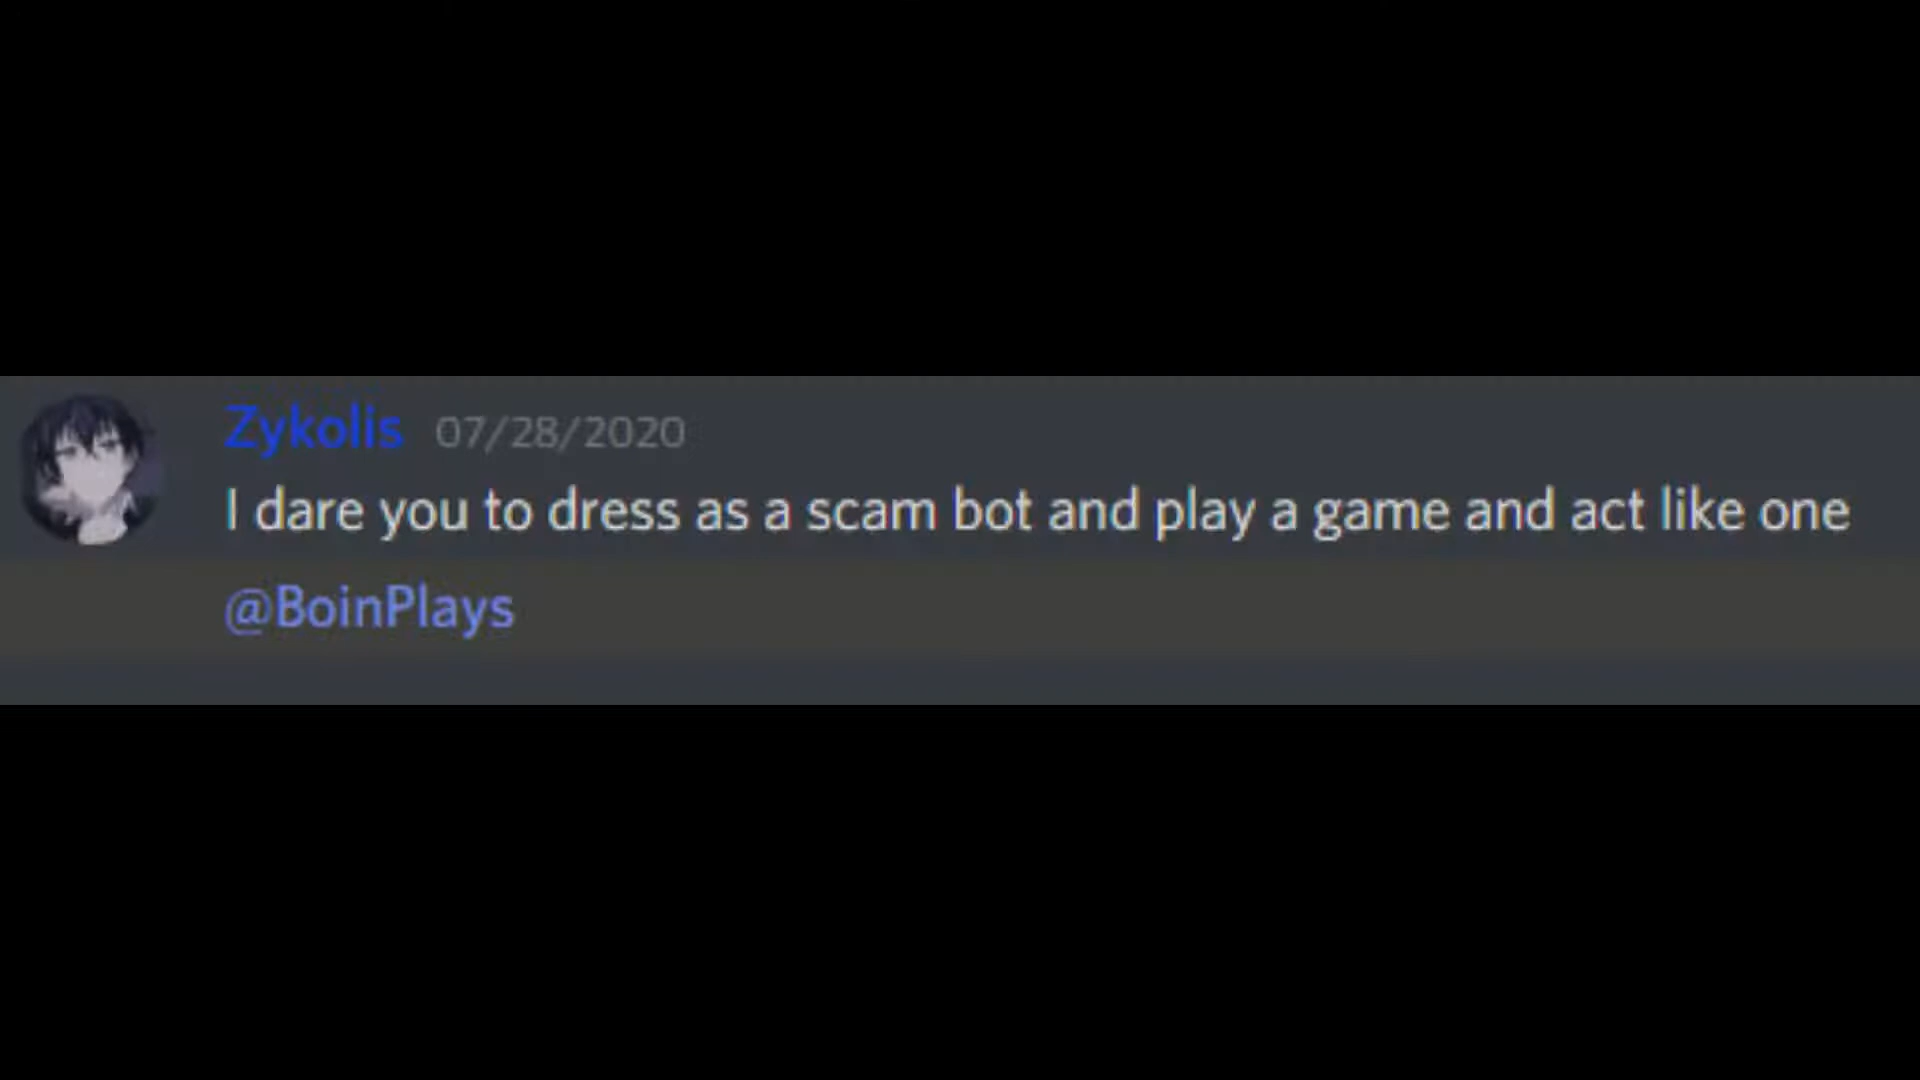 Zykolis 07/28/2020
I dare you to dress as a scam bot and play a game and act like one
@BoinPlays